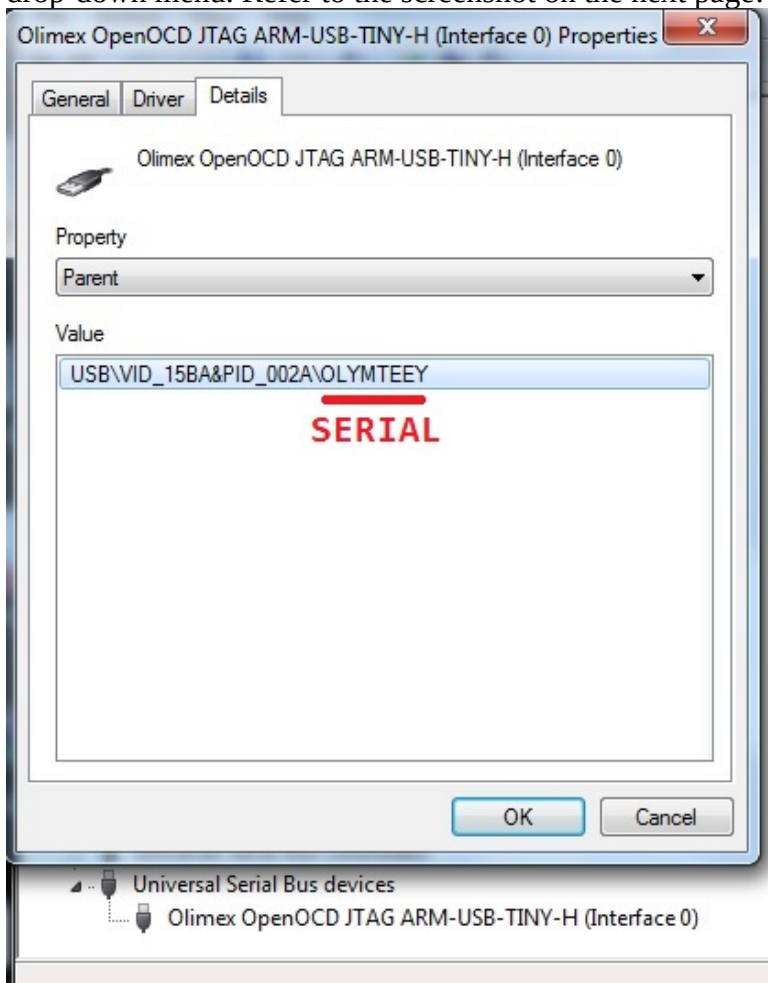 drop-down menu. Refer to the screenshot on the next page.
Olimex OpenOCD JTAG ARM-USB-TINY-H (Interface 0) Properties
General Driver Details
Olimex OpenOCD JTAG ARM-USB-TINY-H (Interface 0)
Property
Parent
Value
USB\VID_15BA&PID_002A\OLYMTEEY
SERIAL
OK Cancel
Universal Serial Bus devices
Olimex OpenOCD JTAG ARM-USB-TINY-H (Interface 0)